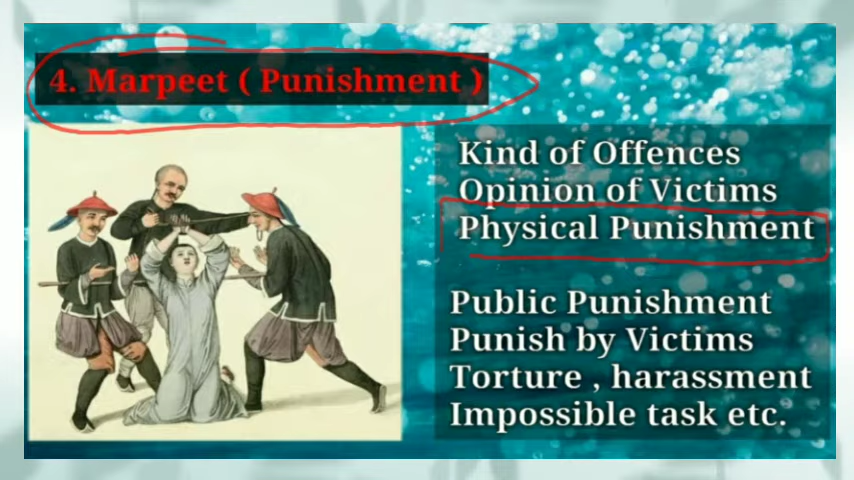 4. Marpeet ( Punishment )
Kind of Offences
Opinion of Victims
Physical Punishment
Public Punishment
Punish by Victims
Torture , harassment
Impossible task etc.